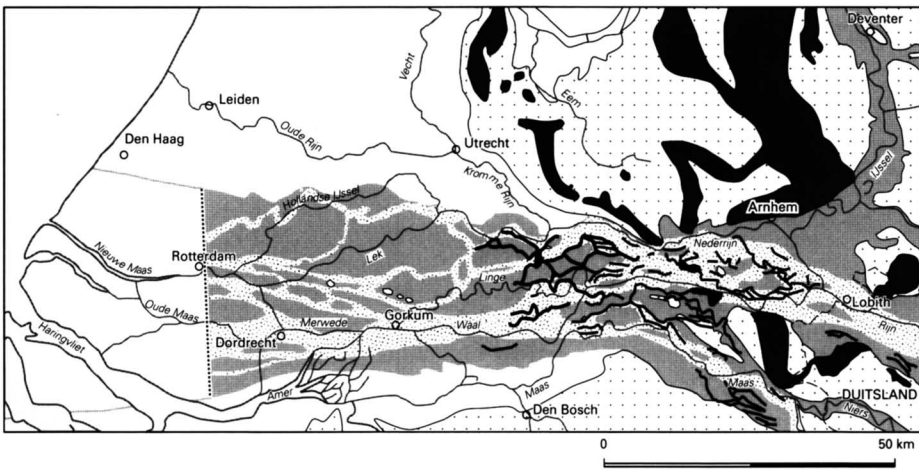 Deventer
Vecht
Eem
Leiden
Oude Rijn
Den Haag
Utrecht
Kromme Rijn
IJssel
Hollandse IJssel
Arnhem
Nederrijn
Nieuwe Maas
Rotterdam
Lek
Linge
Lobith
Oude Maas
Merwede
Gorkum
Waal
Rijn
Haringvliet
Dordrecht
Amer
Maas
Maas
DUITSLAND
Niers
Den Bosch
0
50 km